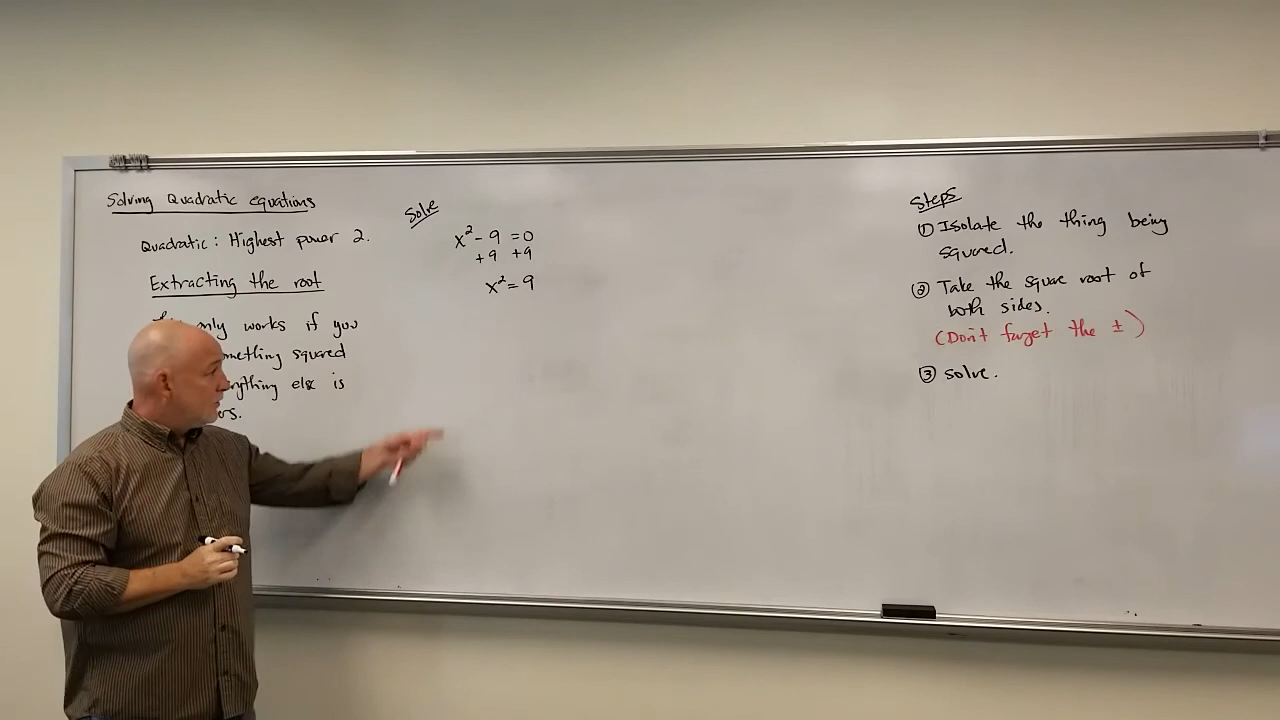 Solving Quadratic equations
Quadratic: Highest power 2.
Extracting the root
only works if you
squared
else is
Solve
x² - 9 = 0
+9 +9
x² = 9
Steps
① Isolate the thing being
squared.
② Take the square root of
both sides.
(Don't forget the ±)
③ solve.